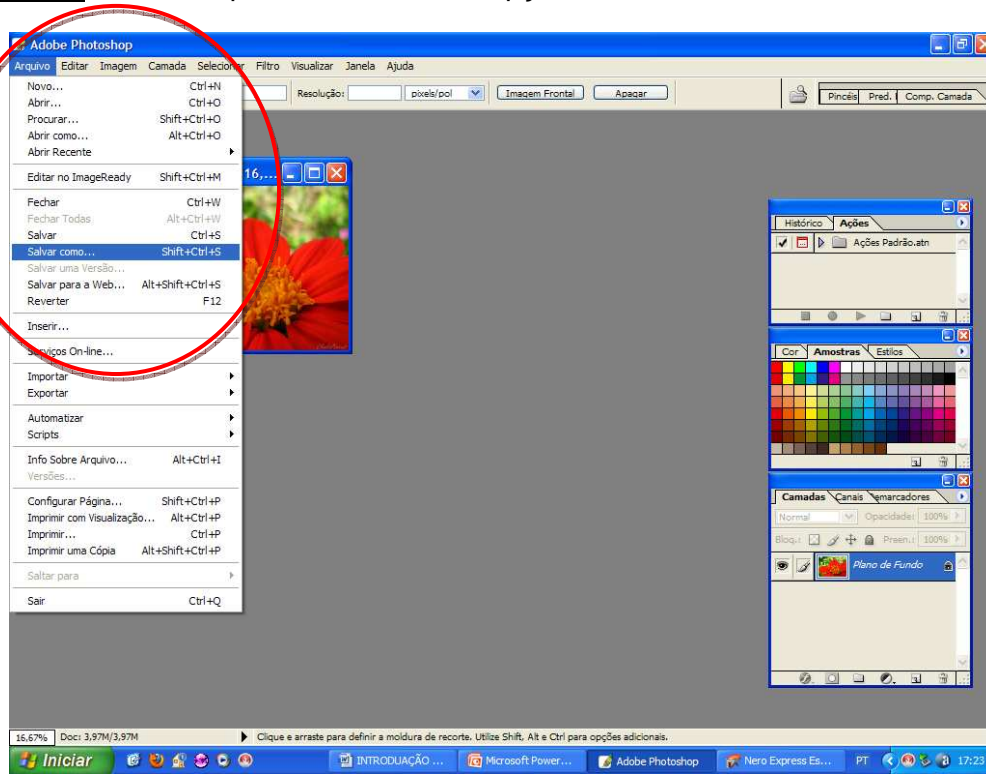 Adobe Photoshop
Arquivo Editar Imagem Camada Selecionar Filtro Visualizar Janela Ajuda
Resolução: pixels/pol Imagem Frontal Apagar Pincéis Pred. Comp. Camada
Novo... Ctrl+N
Abrir... Ctrl+O
Procurar... Shift+Ctrl+O
Abrir como... Alt+Ctrl+O
Abrir Recente
Editar no ImageReady Shift+Ctrl+M
Fechar Ctrl+W
Fechar Todas Alt+Ctrl+W
Salvar Ctrl+S
Salvar como... Shift+Ctrl+S
Salvar uma Versão...
Salvar para a Web... Alt+Shift+Ctrl+S
Reverter F12
Inserir...
Serviços On-line...
Importar
Exportar
Automatizar
Scripts
Info Sobre Arquivo... Alt+Ctrl+I
Versões...
Configurar Página... Shift+Ctrl+P
Imprimir com Visualização... Alt+Ctrl+P
Imprimir... Ctrl+P
Imprimir uma Cópia Alt+Shift+Ctrl+P
Saltar para
Sair Ctrl+Q
16,...
Histórico Ações
Ações Padrão.atn
Cor Amostras Estilos
Camadas Canais Demarcadores
Normal Opacidade: 100%
Bloq.: Preen.: 100%
Plano de Fundo
16,67% Doc: 3,97M/3,97M Clique e arraste para definir a moldura de recorte. Utilize Shift, Alt e Ctrl para opções adicionais.
Iniciar INTRODUAÇÃO ... Microsoft Power... Adobe Photoshop Nero Express Es... PT 17:23